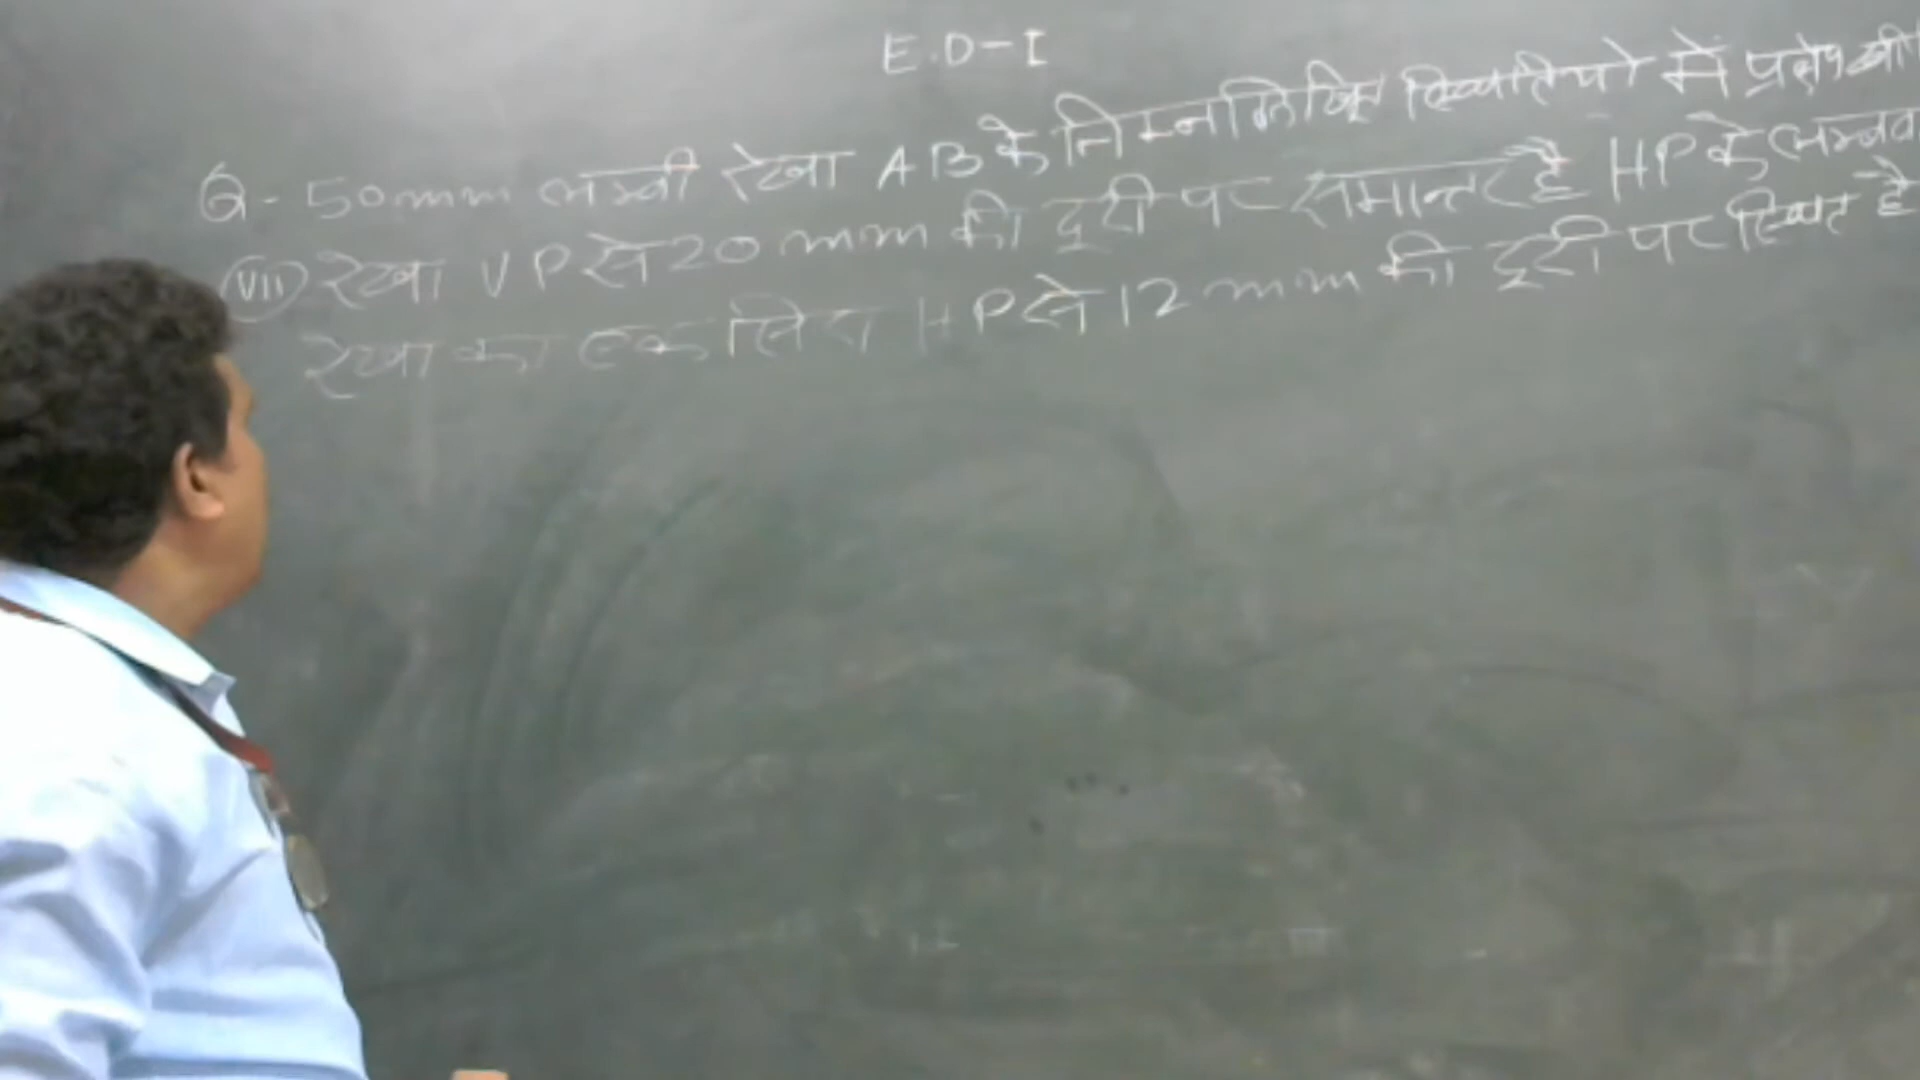 E.D-I
Q- 50mm लम्बी रेखा AB के निम्नलिखित स्थितियो में प्रक्षेप खी
(VII) रेखा VP से 20 mm की दूरी पर समान्तर है HP के लम्बव
रेखा का एक सिरा HP से 12 mm की दूरी पर स्थित है